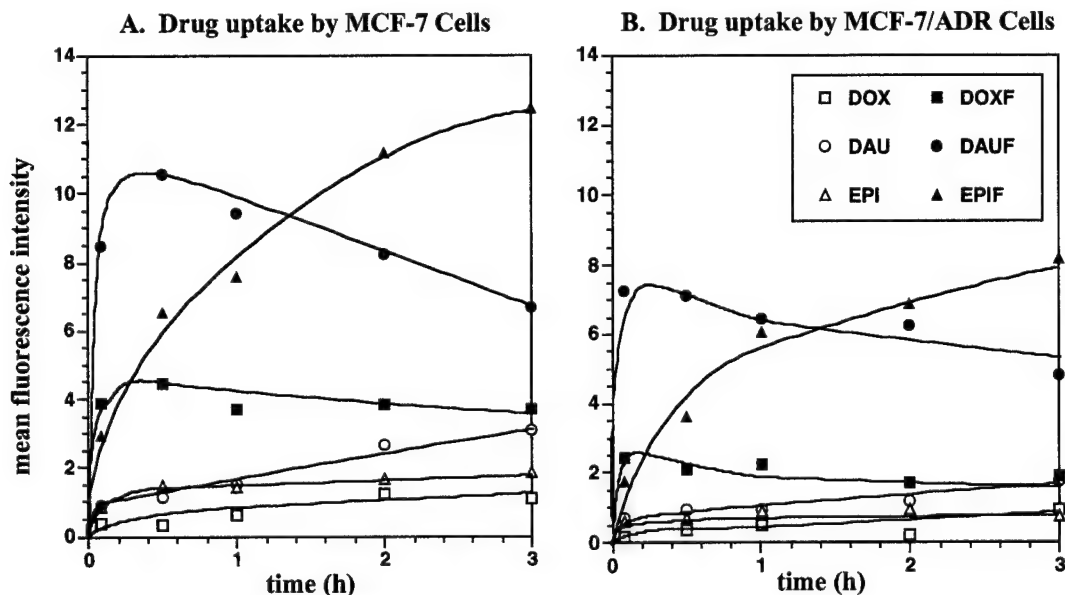 A. Drug uptake by MCF-7 Cells
B. Drug uptake by MCF-7/ADR Cells
mean fluorescence intensity
14
12
10
8
6
4
2
0
0
1
2
3
time (h)
14
12
10
8
6
4
2
0
0
1
2
3
time (h)
DOX
DOXF
DAU
DAUF
EPI
EPIF